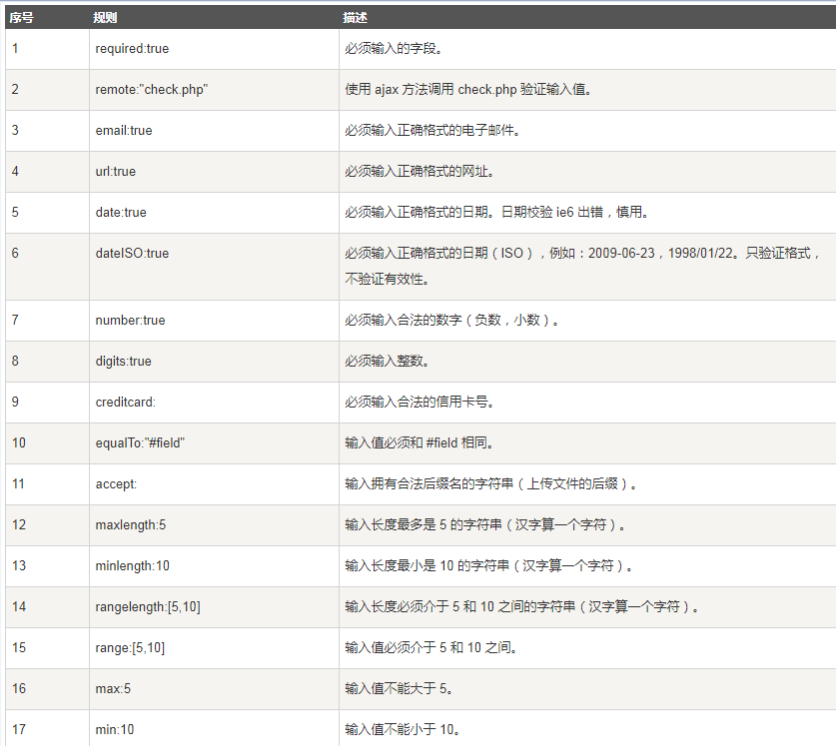 序号 规则 描述
1 required:true 必须输入的字段。
2 remote:"check.php" 使用 ajax 方法调用 check.php 验证输入值。
3 email:true 必须输入正确格式的电子邮件。
4 url:true 必须输入正确格式的网址。
5 date:true 必须输入正确格式的日期。日期校验 ie6 出错，慎用。
6 dateISO:true 必须输入正确格式的日期（ISO），例如：2009-06-23，1998/01/22。只验证格式，
不验证有效性。
7 number:true 必须输入合法的数字（负数，小数）。
8 digits:true 必须输入整数。
9 creditcard: 必须输入合法的信用卡号。
10 equalTo:"#field" 输入值必须和 #field 相同。
11 accept: 输入拥有合法后缀名的字符串（上传文件的后缀）。
12 maxlength:5 输入长度最多是 5 的字符串（汉字算一个字符）。
13 minlength:10 输入长度最小是 10 的字符串（汉字算一个字符）。
14 rangelength:[5,10] 输入长度必须介于 5 和 10 之间的字符串（汉字算一个字符）。
15 range:[5,10] 输入值必须介于 5 和 10 之间。
16 max:5 输入值不能大于 5。
17 min:10 输入值不能小于 10。